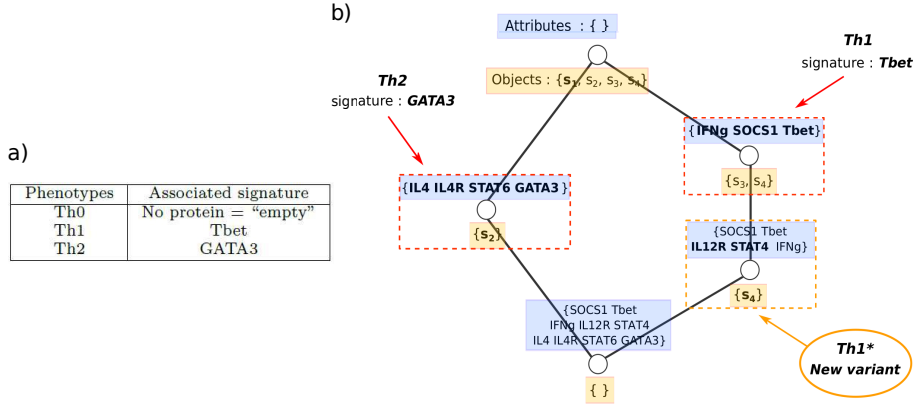 a)
Phenotypes Associated signature
Th0 No protein = “empty”
Th1 Tbet
Th2 GATA3
b)
Attributes : { }
Objects : {s₁, s₂, s₃, s₄}
Th2
signature : GATA3
Th1
signature : Tbet
{IFNg SOCS1 Tbet}
{s₃, s₄}
{IL4 IL4R STAT6 GATA3 }
{s₂}
{SOCS1 Tbet
IL12R STAT4 IFNg}
{s₄}
{SOCS1 Tbet
IFNg IL12R STAT4
IL4 IL4R STAT6 GATA3}
{ }
Th1*
New variant